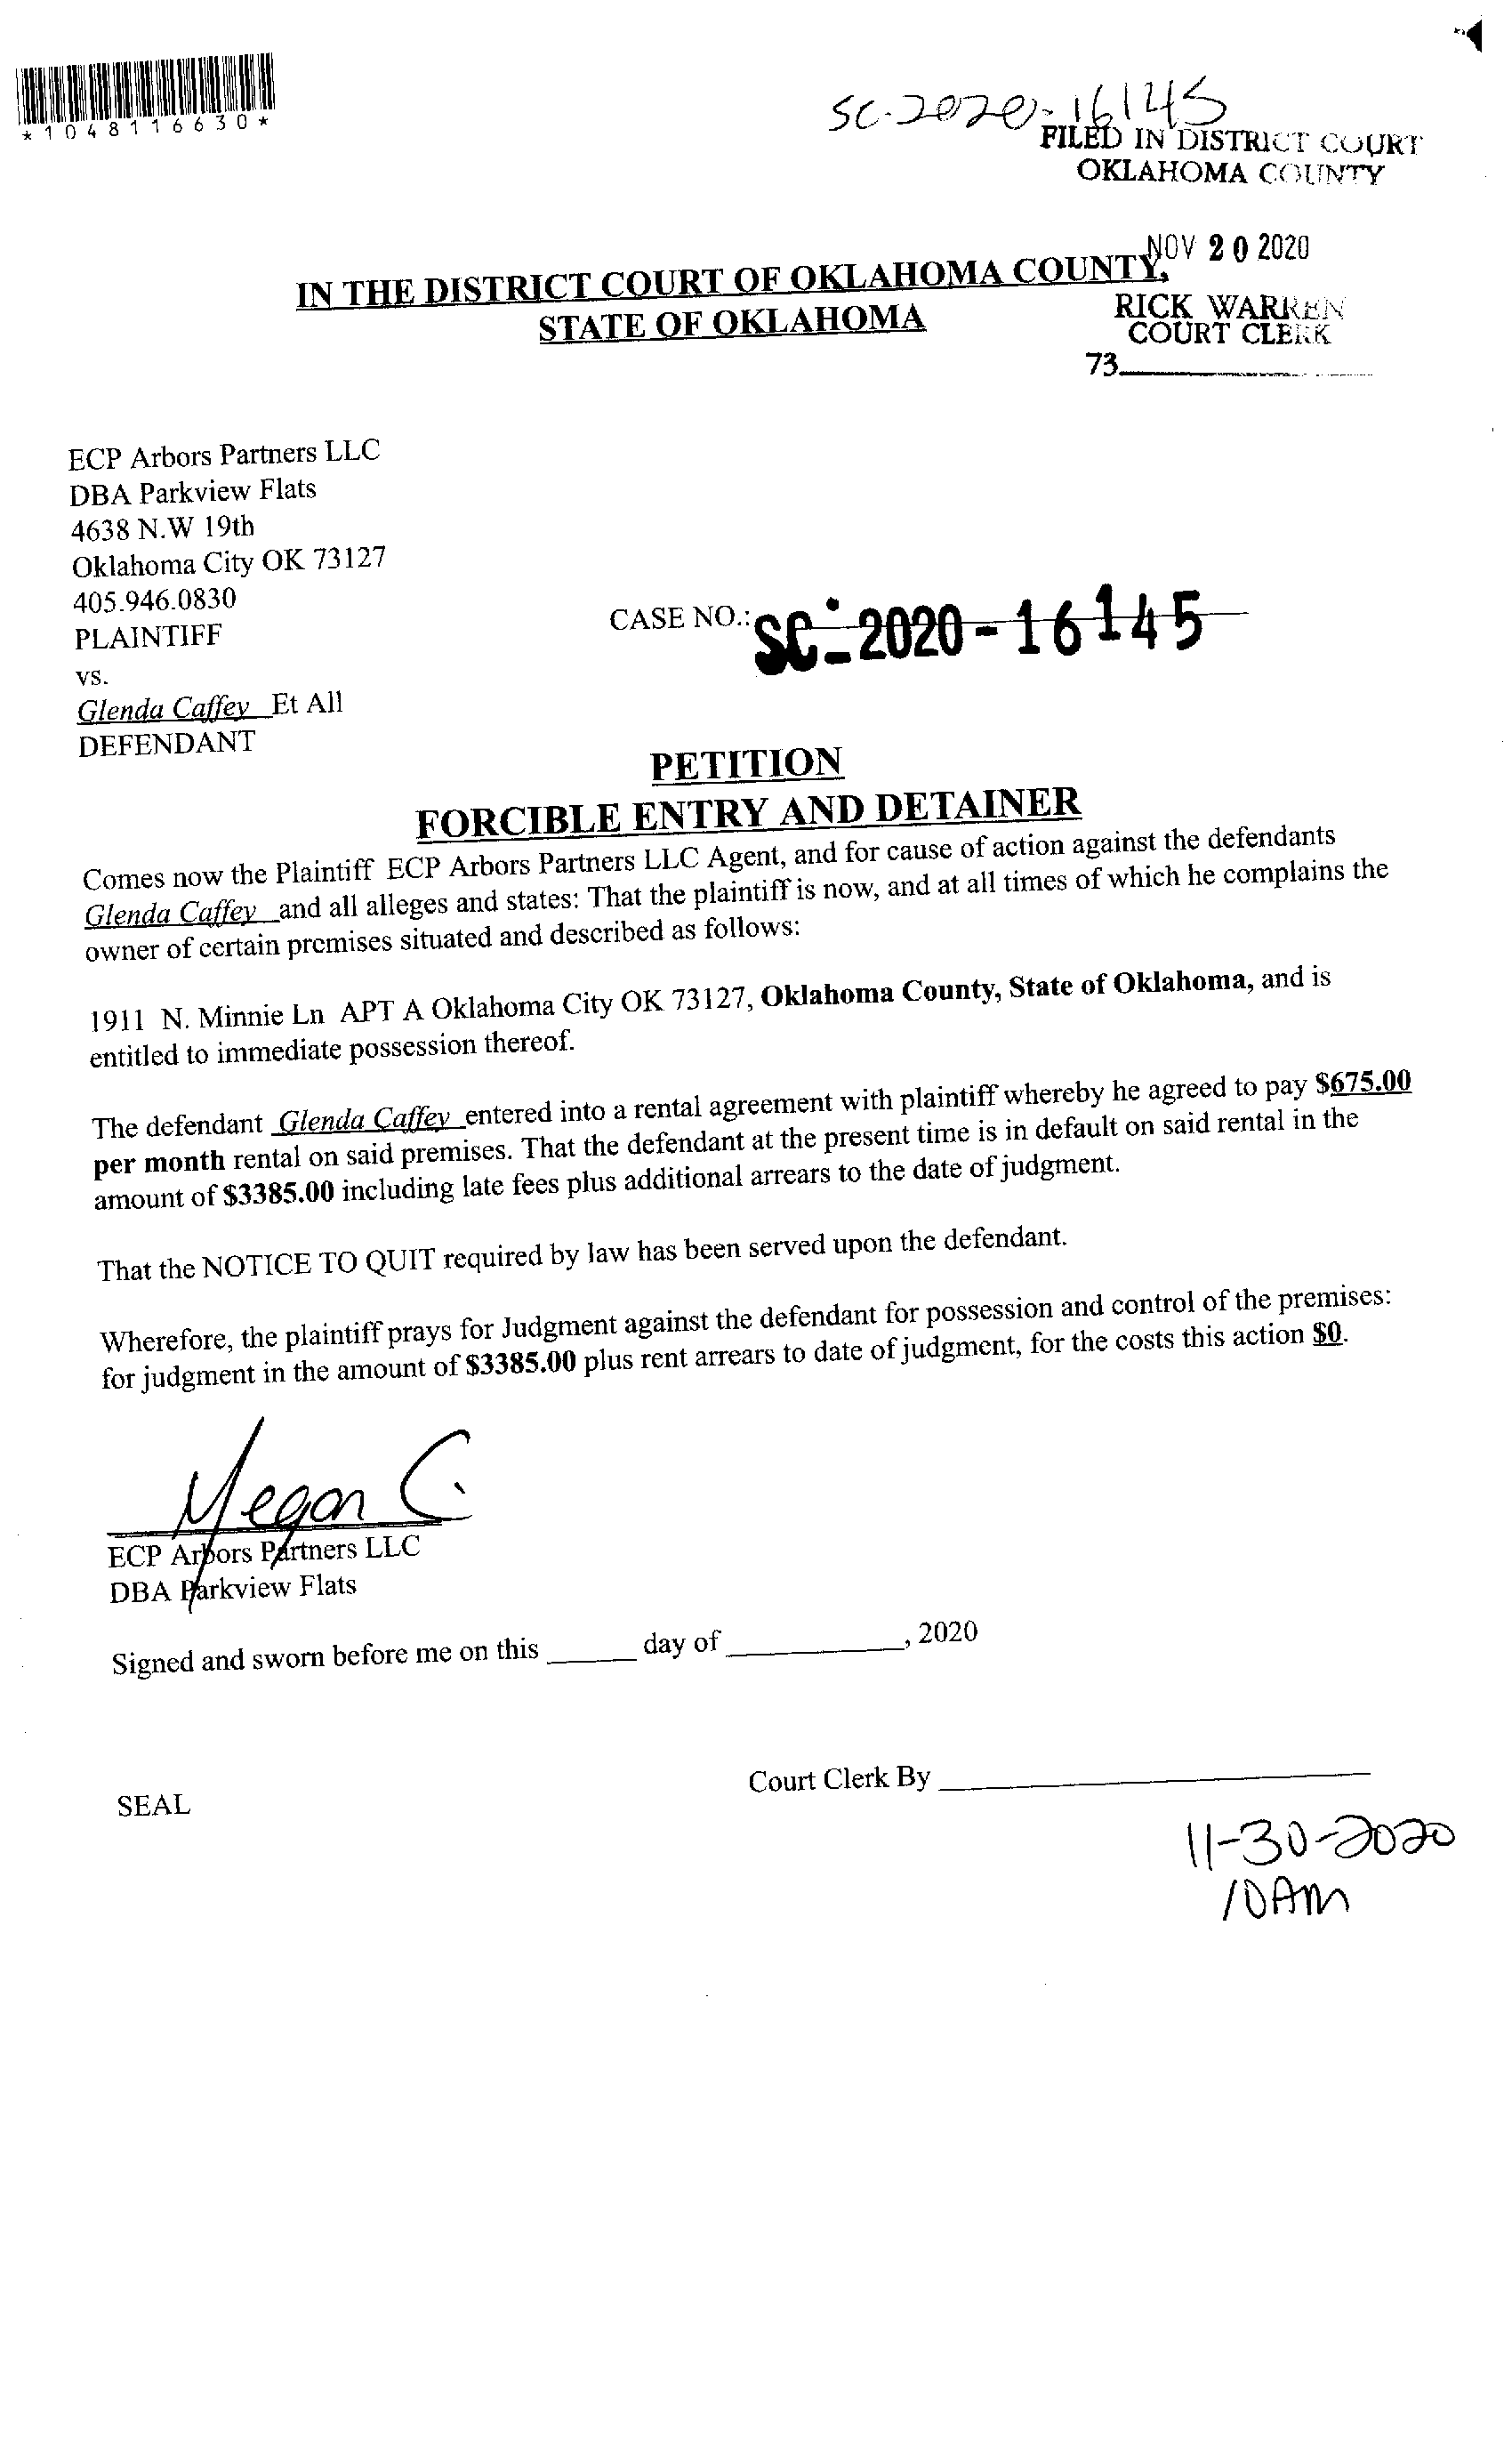 *1048116630*
SC-2020-16145
FILED IN DISTRICT COURT
OKLAHOMA COUNTY
NOV 20 2020
IN THE DISTRICT COURT OF OKLAHOMA COUNTY,
STATE OF OKLAHOMA
RICK WARREN
COURT CLERK
73
ECP Arbors Partners LLC
DBA Parkview Flats
4638 N.W 19th
Oklahoma City OK 73127
405.946.0830
PLAINTIFF
CASE NO.: SC-2020-16145
vs.
Glenda Caffey Et All
DEFENDANT
PETITION
FORCIBLE ENTRY AND DETAINER
Comes now the Plaintiff ECP Arbors Partners LLC Agent, and for cause of action against the defendants
Glenda Caffey and all alleges and states: That the plaintiff is now, and at all times of which he complains the
owner of certain premises situated and described as follows:
1911 N. Minnie Ln APT A Oklahoma City OK 73127, Oklahoma County, State of Oklahoma, and is
entitled to immediate possession thereof.
The defendant Glenda Caffey entered into a rental agreement with plaintiff whereby he agreed to pay $675.00
per month rental on said premises. That the defendant at the present time is in default on said rental in the
amount of $3385.00 including late fees plus additional arrears to the date of judgment.
That the NOTICE TO QUIT required by law has been served upon the defendant.
Wherefore, the plaintiff prays for Judgment against the defendant for possession and control of the premises:
for judgment in the amount of $3385.00 plus rent arrears to date of judgment, for the costs this action $0.
Megan C.
ECP Arbors Partners LLC
DBA Parkview Flats
Signed and sworn before me on this ______ day of ____________, 2020
Court Clerk By ____________________
SEAL
11-30-2020
10AM